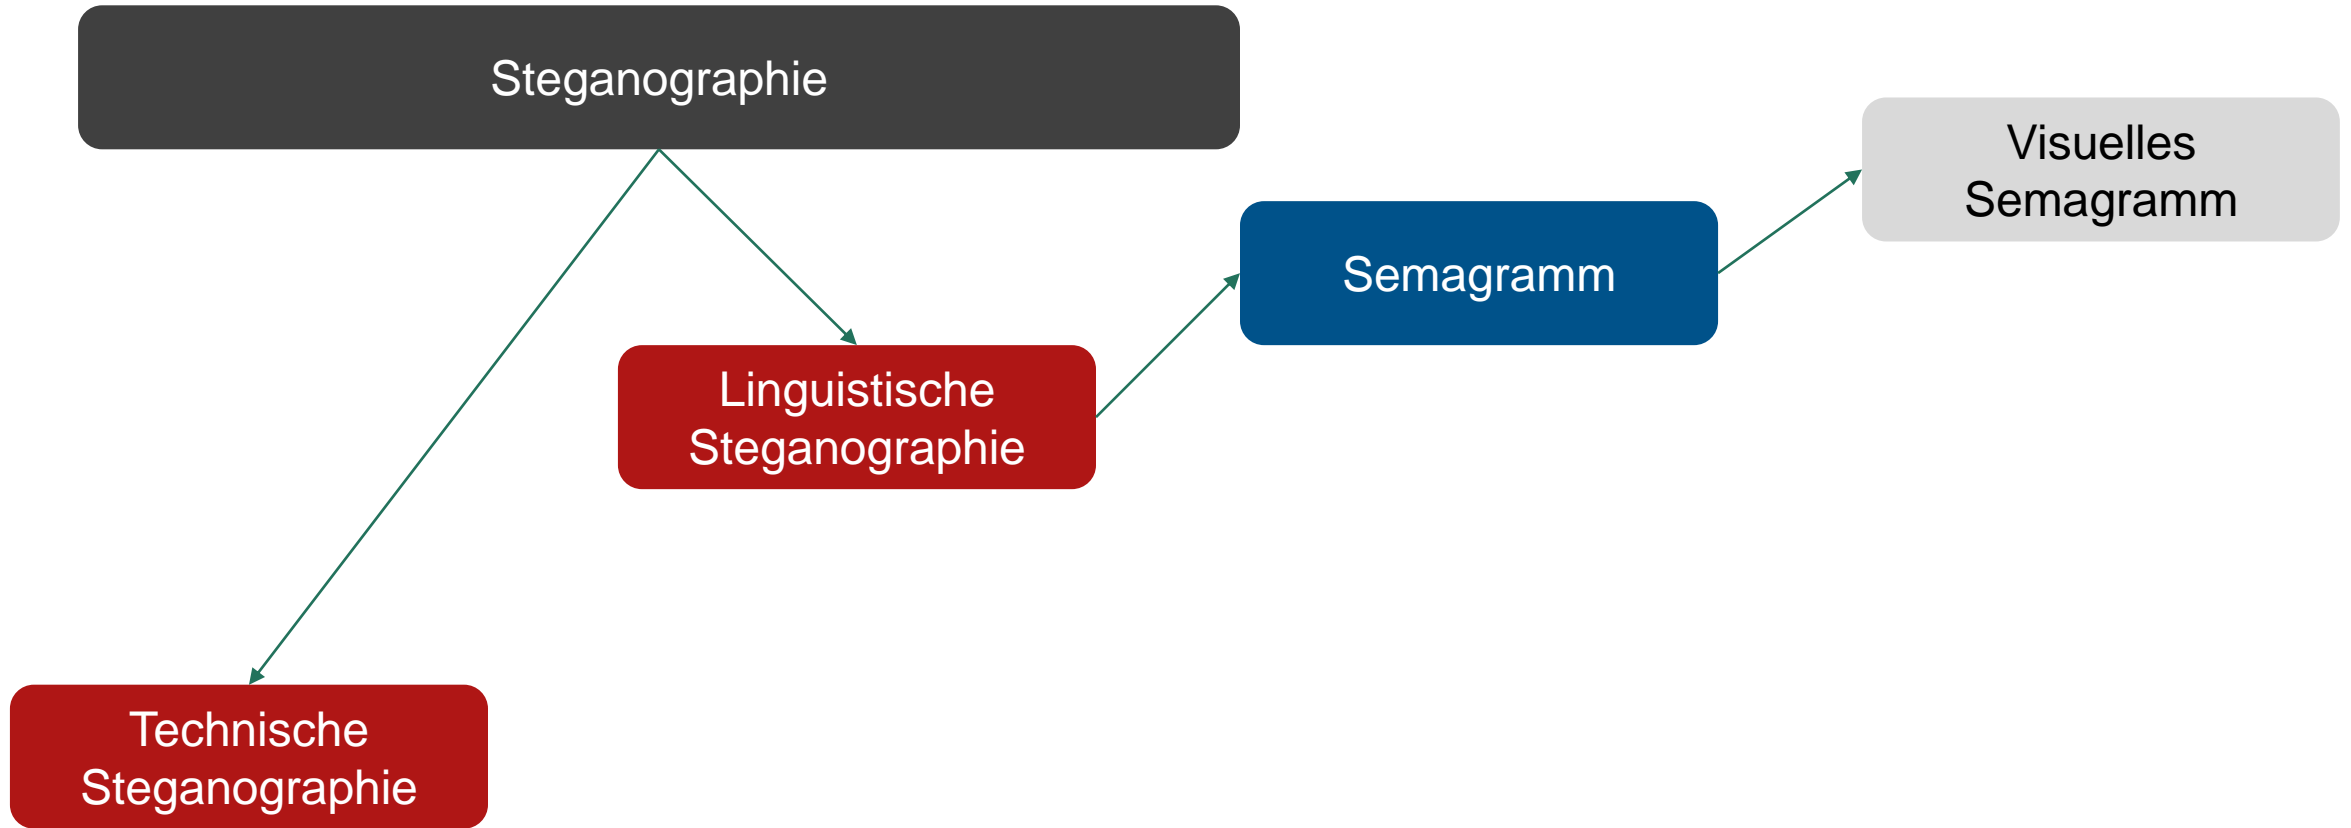 Steganographie
Visuelles
Semagramm
Semagramm
Linguistische
Steganographie
Technische
Steganographie